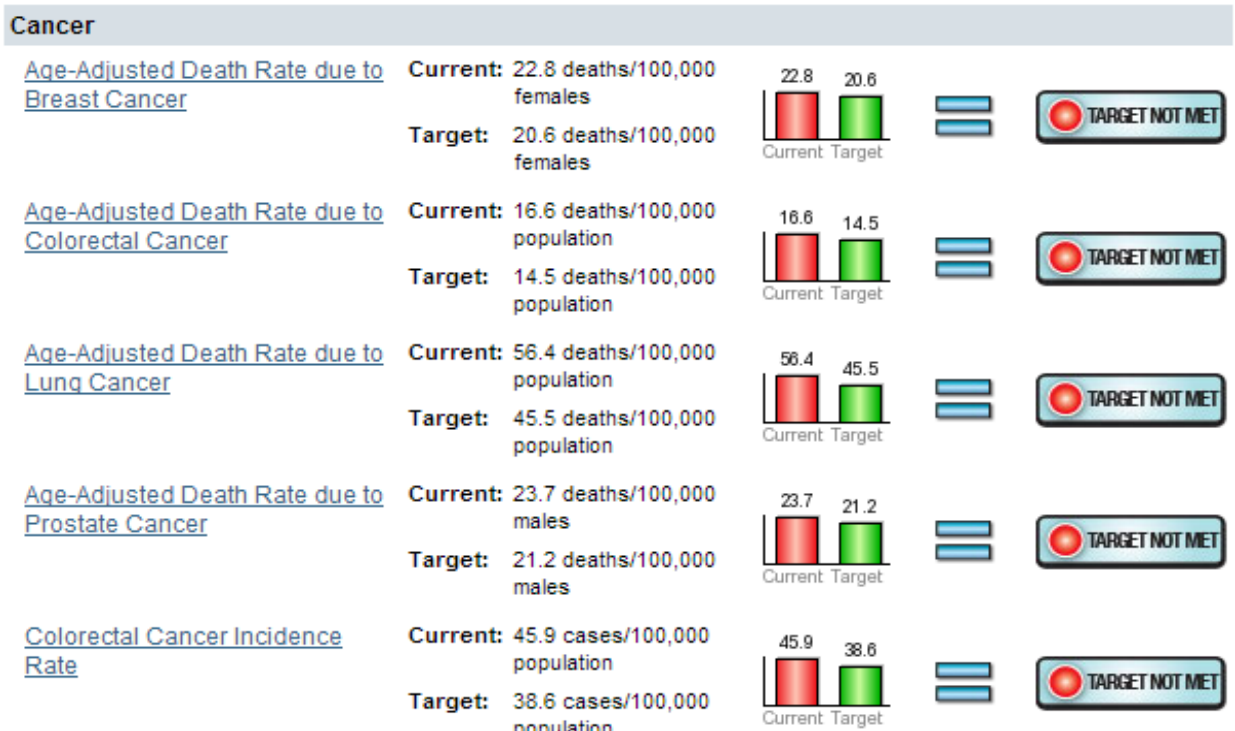 Cancer
Age-Adjusted Death Rate due to
Breast Cancer
Current: 22.8 deaths/100,000
females
Target: 20.6 deaths/100,000
females
22.8 20.6
Current Target
TARGET NOT MET
Age-Adjusted Death Rate due to
Colorectal Cancer
Current: 16.6 deaths/100,000
population
Target: 14.5 deaths/100,000
population
16.6 14.5
Current Target
TARGET NOT MET
Age-Adjusted Death Rate due to
Lung Cancer
Current: 56.4 deaths/100,000
population
Target: 45.5 deaths/100,000
population
56.4 45.5
Current Target
TARGET NOT MET
Age-Adjusted Death Rate due to
Prostate Cancer
Current: 23.7 deaths/100,000
males
Target: 21.2 deaths/100,000
males
23.7 21.2
Current Target
TARGET NOT MET
Colorectal Cancer Incidence
Rate
Current: 45.9 cases/100,000
population
Target: 38.6 cases/100,000
population
45.9 38.6
Current Target
TARGET NOT MET